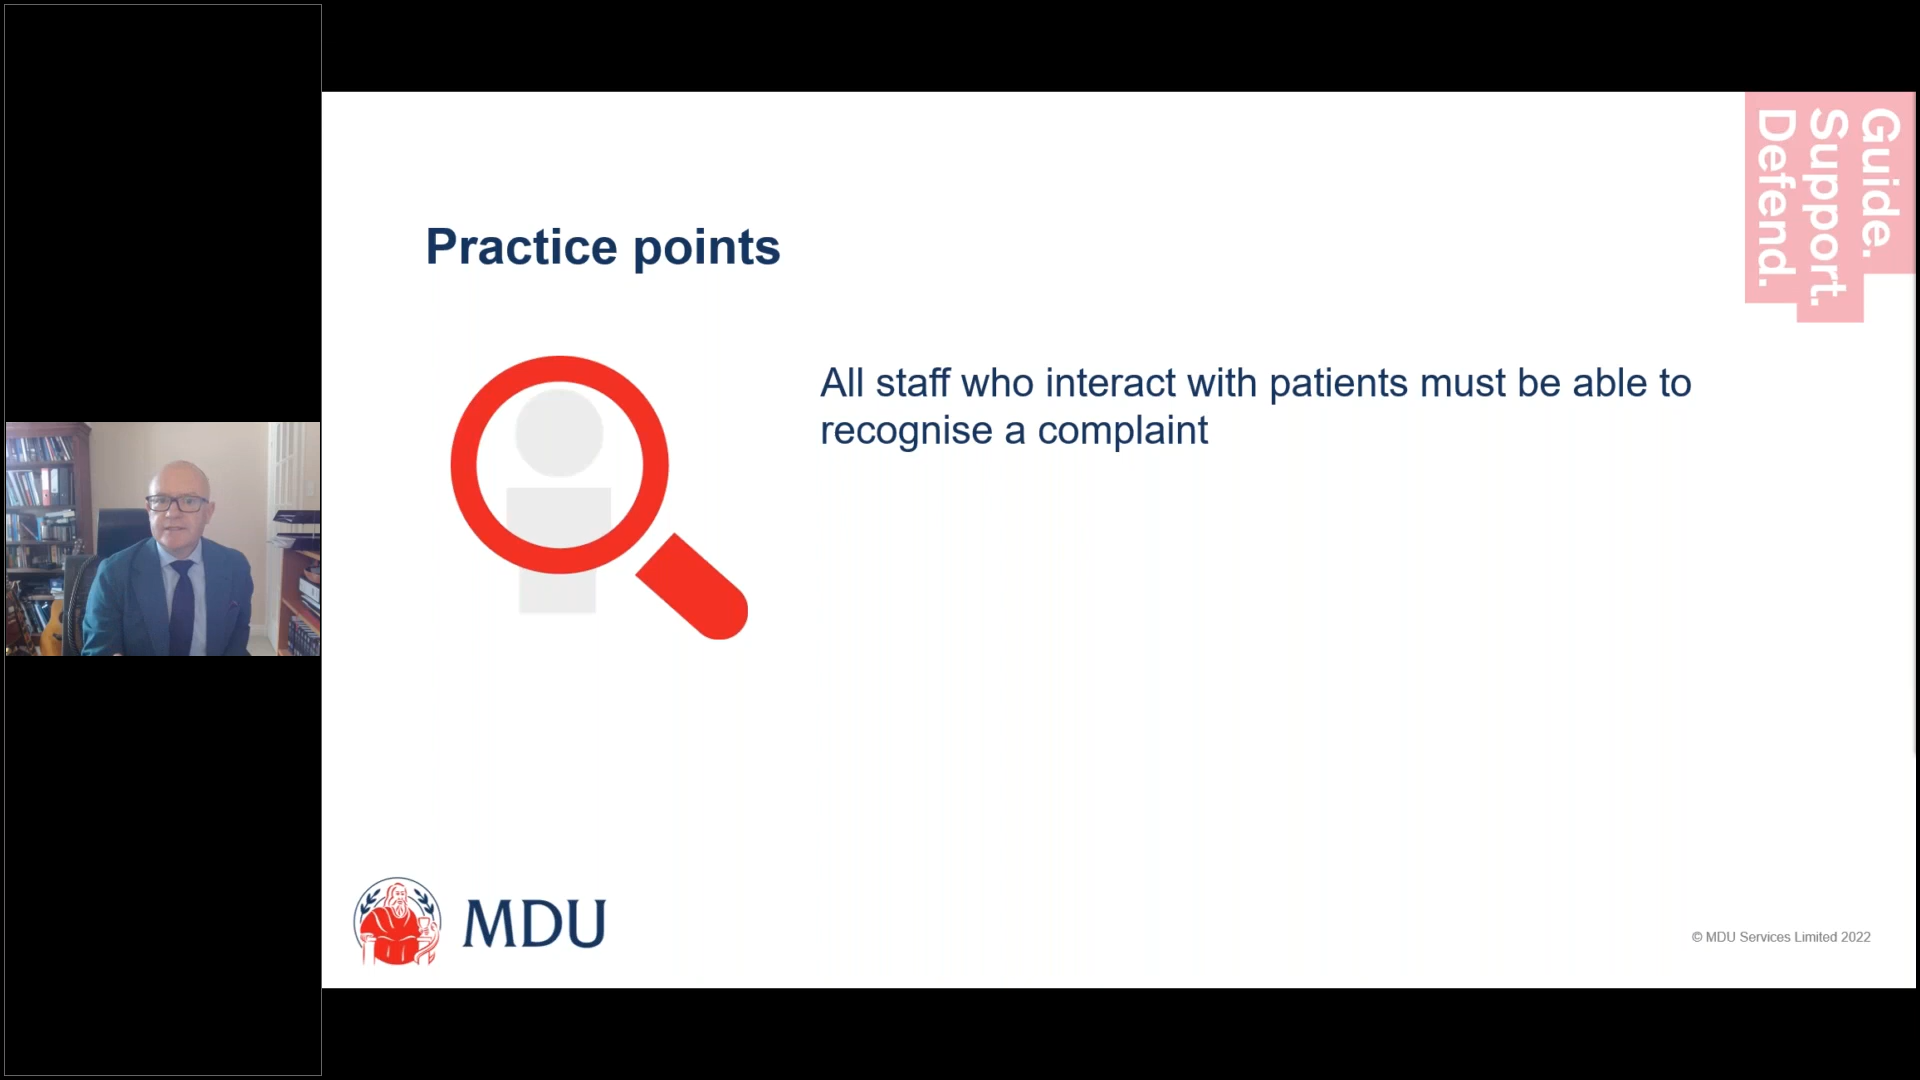 Guide.
Support.
Defend.
Practice points
All staff who interact with patients must be able to
recognise a complaint
MDU
© MDU Services Limited 2022